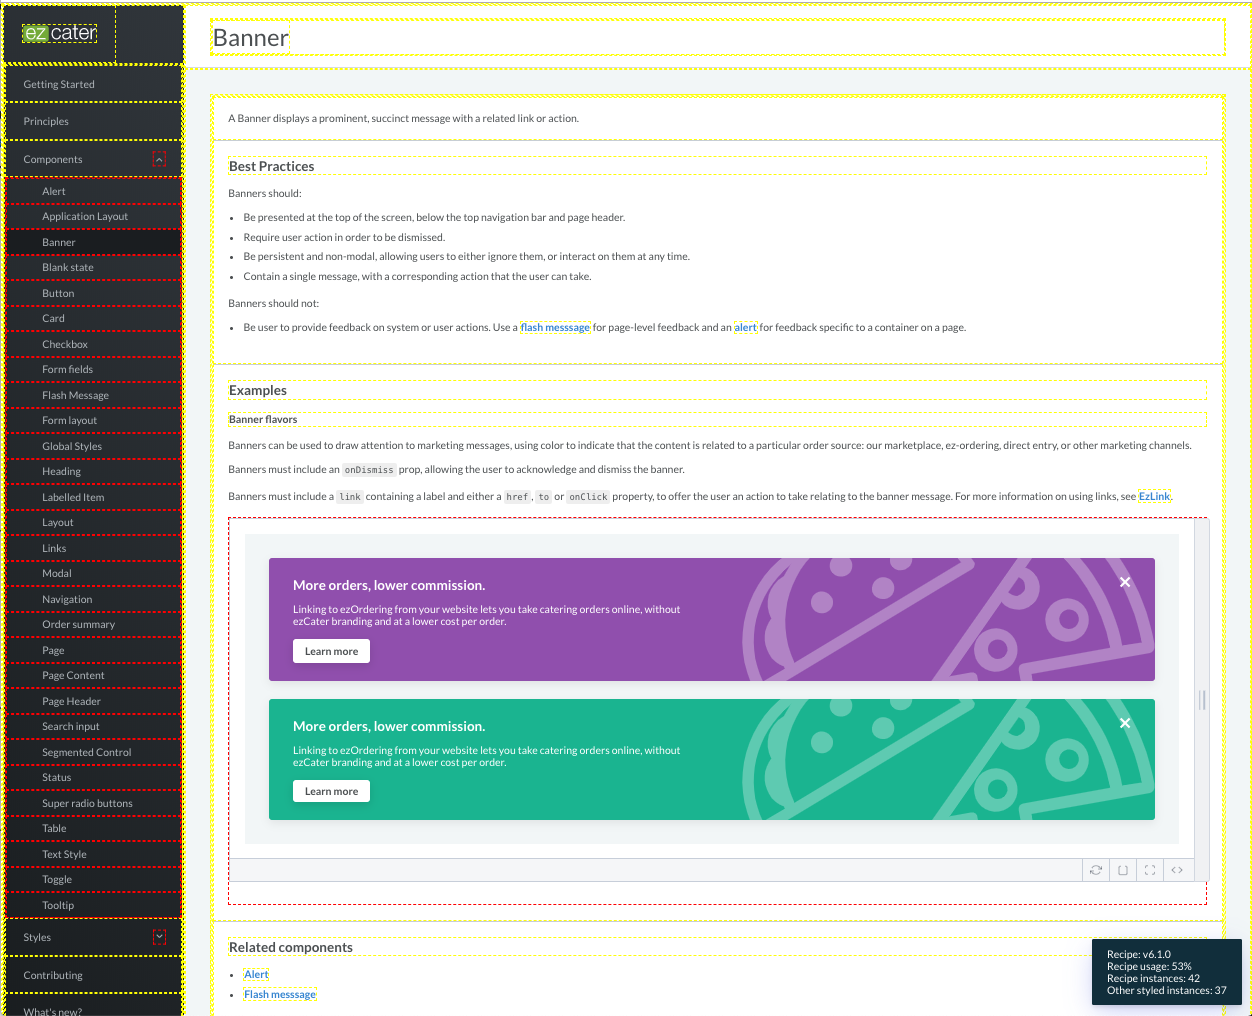 ez cater
Getting Started
Principles
Components
Alert
Application Layout
Banner
Blank state
Button
Card
Checkbox
Form fields
Flash Message
Form layout
Global Styles
Heading
Labelled Item
Layout
Links
Modal
Navigation
Order summary
Page
Page Content
Page Header
Search input
Segmented Control
Status
Super radio buttons
Table
Text Style
Toggle
Tooltip
Styles
Contributing
What's new?
Banner
A Banner displays a prominent, succinct message with a related link or action.
Best Practices
Banners should:
• Be presented at the top of the screen, below the top navigation bar and page header.
• Require user action in order to be dismissed.
• Be persistent and non-modal, allowing users to either ignore them, or interact on them at any time.
• Contain a single message, with a corresponding action that the user can take.
Banners should not:
• Be user to provide feedback on system or user actions. Use a flash messsage for page-level feedback and an alert for feedback specific to a container on a page.
Examples
Banner flavors
Banners can be used to draw attention to marketing messages, using color to indicate that the content is related to a particular order source: our marketplace, ez-ordering, direct entry, or other marketing channels.
Banners must include an onDismiss prop, allowing the user to acknowledge and dismiss the banner.
Banners must include a link containing a label and either a href, to or onClick property, to offer the user an action to take relating to the banner message. For more information on using links, see EzLink.
More orders, lower commission.
Linking to ezOrdering from your website lets you take catering orders online, without
ezCater branding and at a lower cost per order.
Learn more
More orders, lower commission.
Linking to ezOrdering from your website lets you take catering orders online, without
ezCater branding and at a lower cost per order.
Learn more
Related components
• Alert
• Flash messsage
Recipe: v6.1.0
Recipe usage: 53%
Recipe instances: 42
Other styled instances: 37